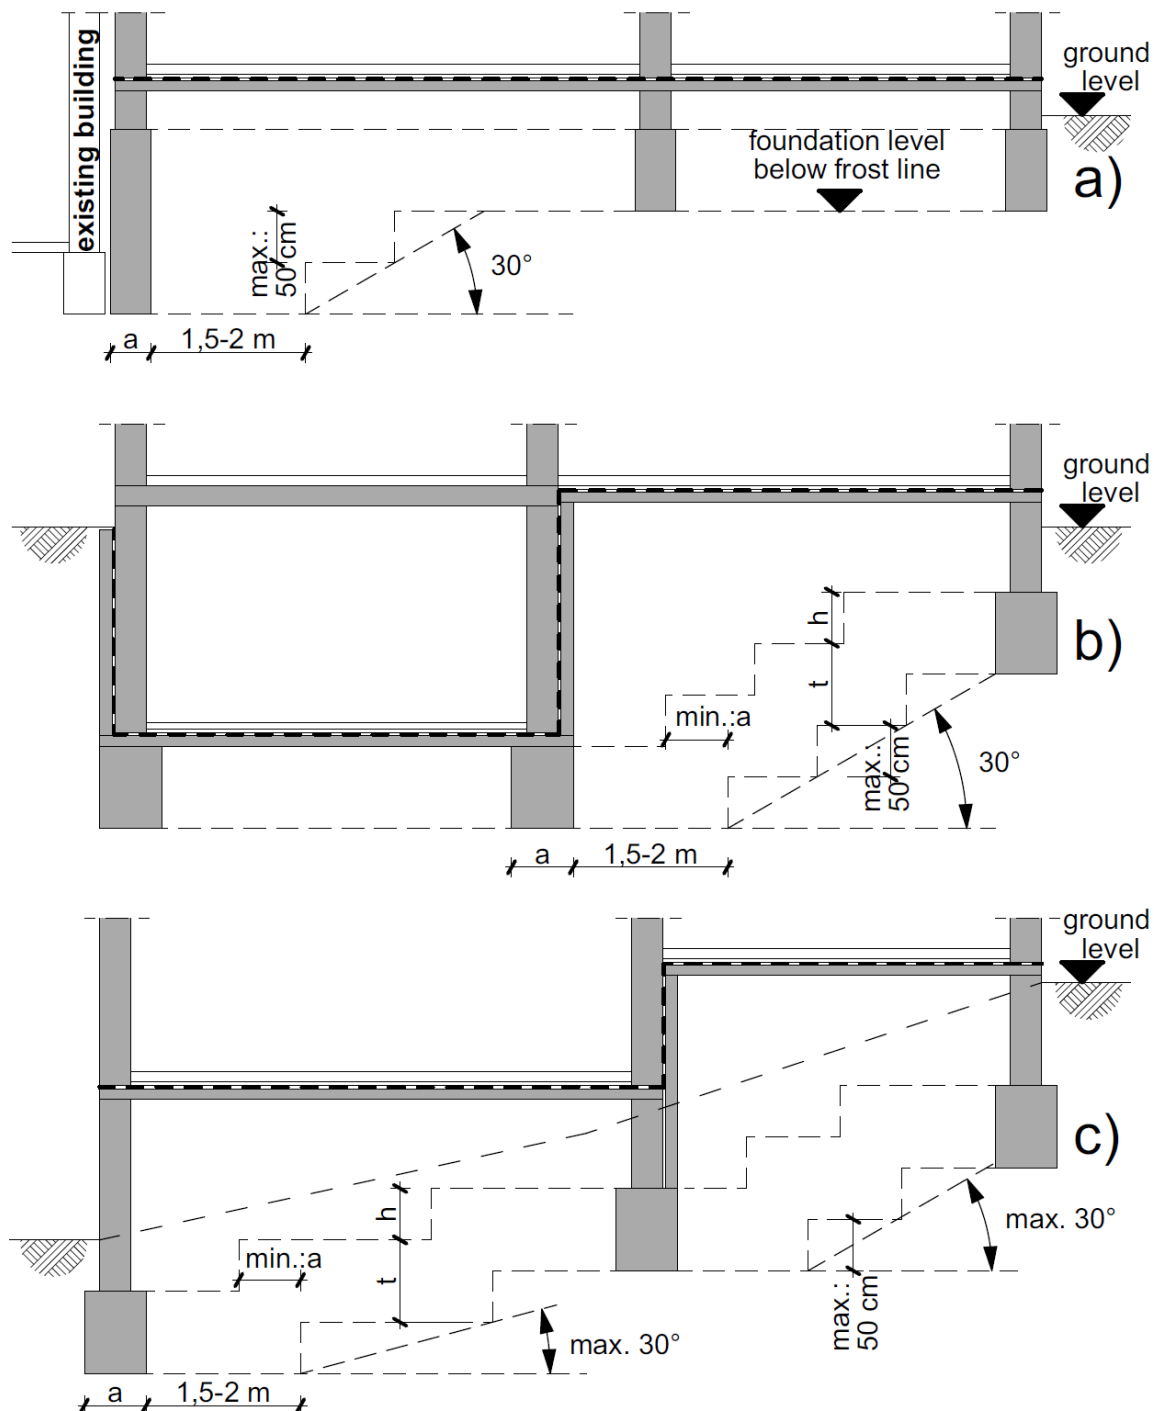 existing building
ground
level
foundation level
below frost line
a)
max.:
50 cm
30°
a
1,5-2 m
ground
level
b)
h
t
min.:a
max.:
50 cm
30°
a
1,5-2 m
ground
level
c)
h
min.:a
t
max. 30°
max.:
50 cm
max. 30°
a
1,5-2 m